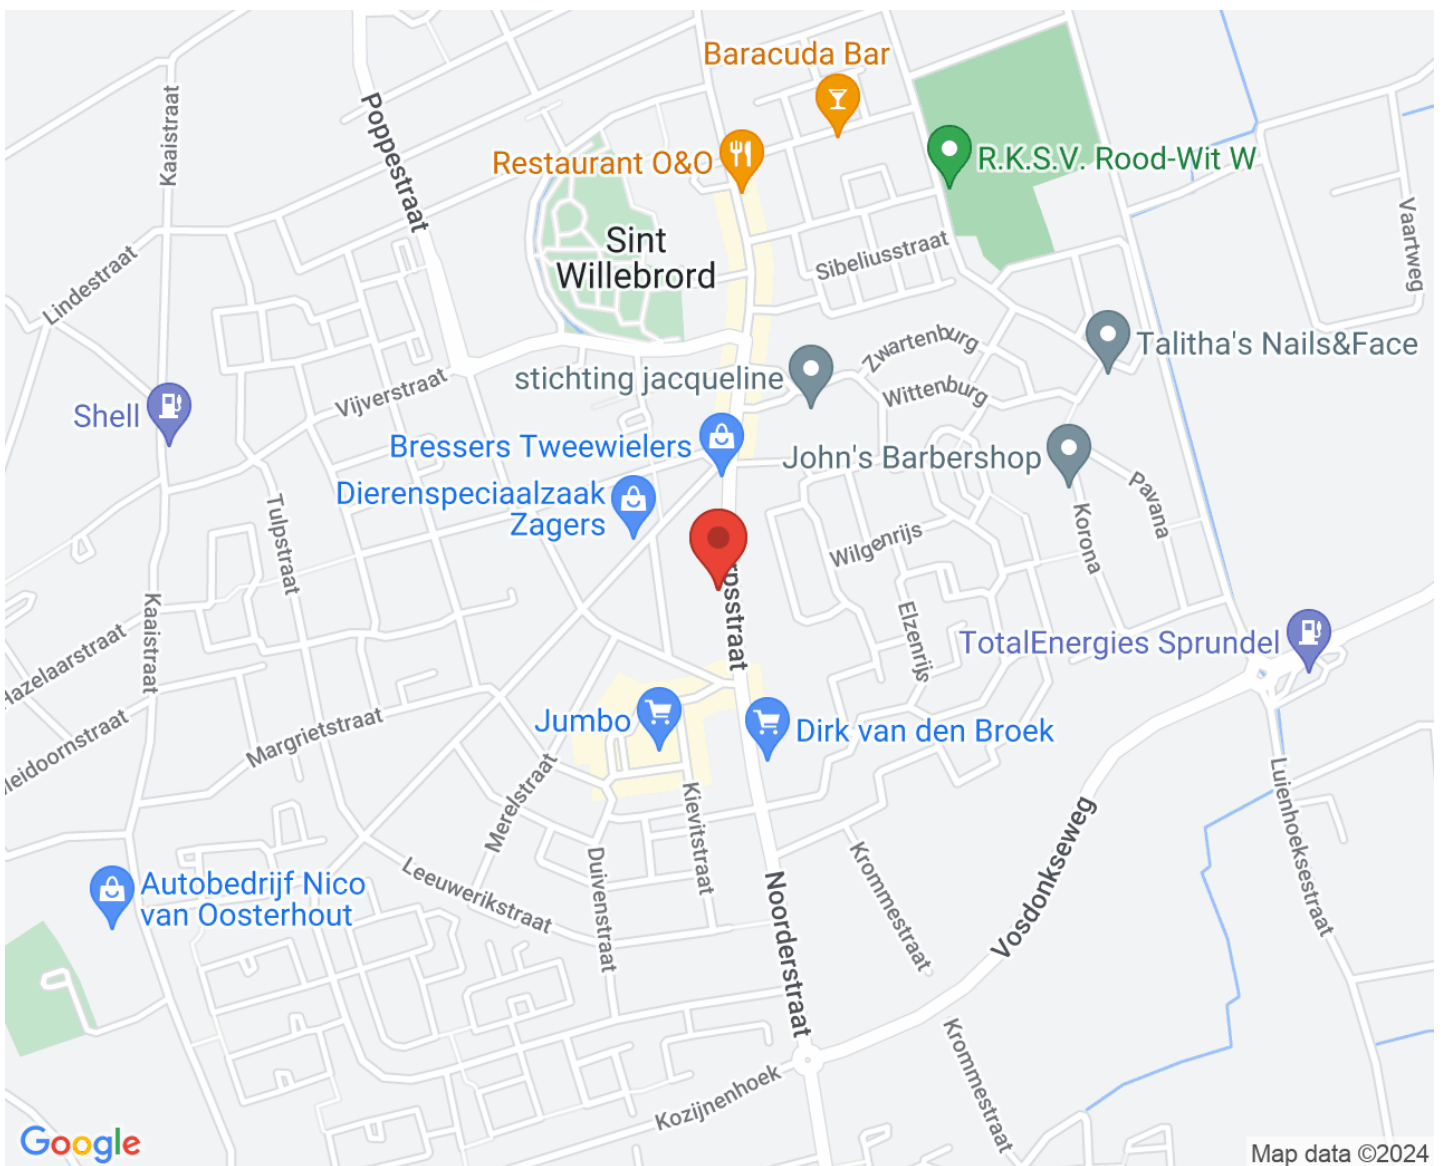 Baracuda Bar
Restaurant O&O
R.K.S.V. Rood-Wit W
Kaaistraat
Poppestraat
Sint
Willebrord
Sibeliusstraat
Vaartweg
Lindestraat
Zwartenburg
Talitha's Nails&Face
stichting jacqueline
Wittenburg
Vijverstraat
Shell
Bressers Tweewielers
John's Barbershop
Dierenspeciaalzaak
Zagers
Pavana
Tulpstraat
Korona
Wilgenrijs
Elzenrijs
Kaaistraat
TotalEnergies Sprundel
Jumbo
Dirk van den Broek
Margrietstraat
Merelstraat
Kievitstraat
Luienhoeksestraat
Vosdonkseweg
Autobedrijf Nico
van Oosterhout
Leeuwerikstraat
Duivenstraat
Noorderstraat
Krommestraat
Krommestraat
Kozijnenhoek
Google
Map data ©2024